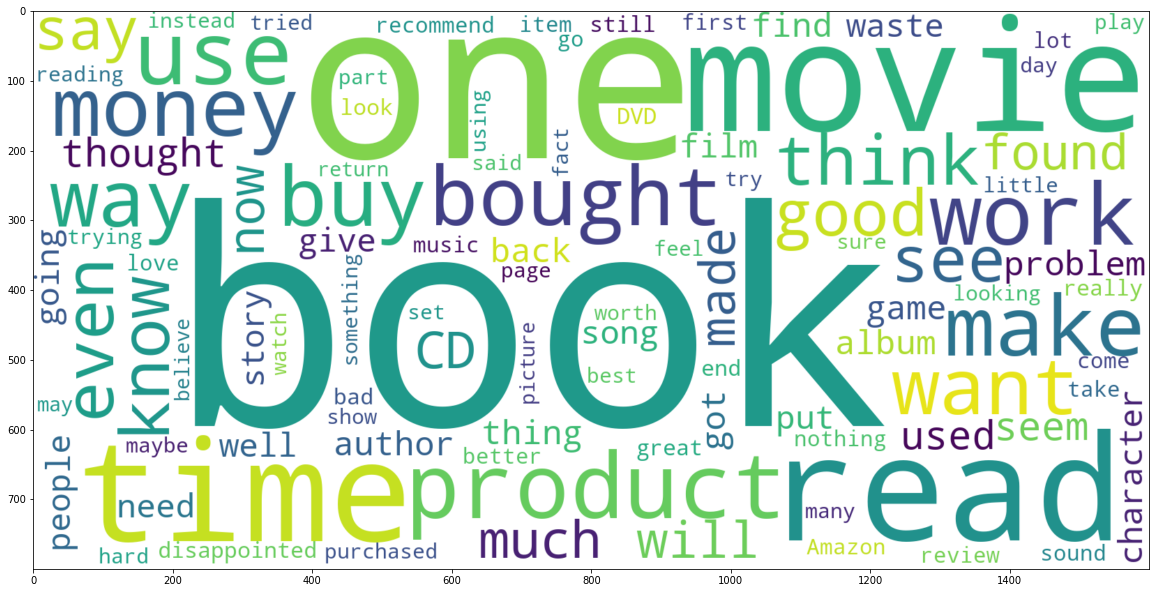 0
100
200
300
400
500
600
700
0
200
400
600
800
1000
1200
1400
say
instead
tried
recommend
item
still
first
find
waste
play
use
one
go
movie
lot
day
reading
part
look
using
DVD
money
thought
return
said
fact
film
think
found
way
now
buy
bought
try
little
good
work
trying
going
love
give
music
back
page
feel
made
sure
see
problem
really
looking
even
know
believe
story
watch
something
book
set
CD
picture
worth
song
best
end
game
album
make
come
take
want
may
bad
show
got
put
nothing
used
seem
character
people
maybe
well
author
thing
better
great
time
need
product
read
many
hard
disappointed
purchased
much
will
Amazon
review
sound